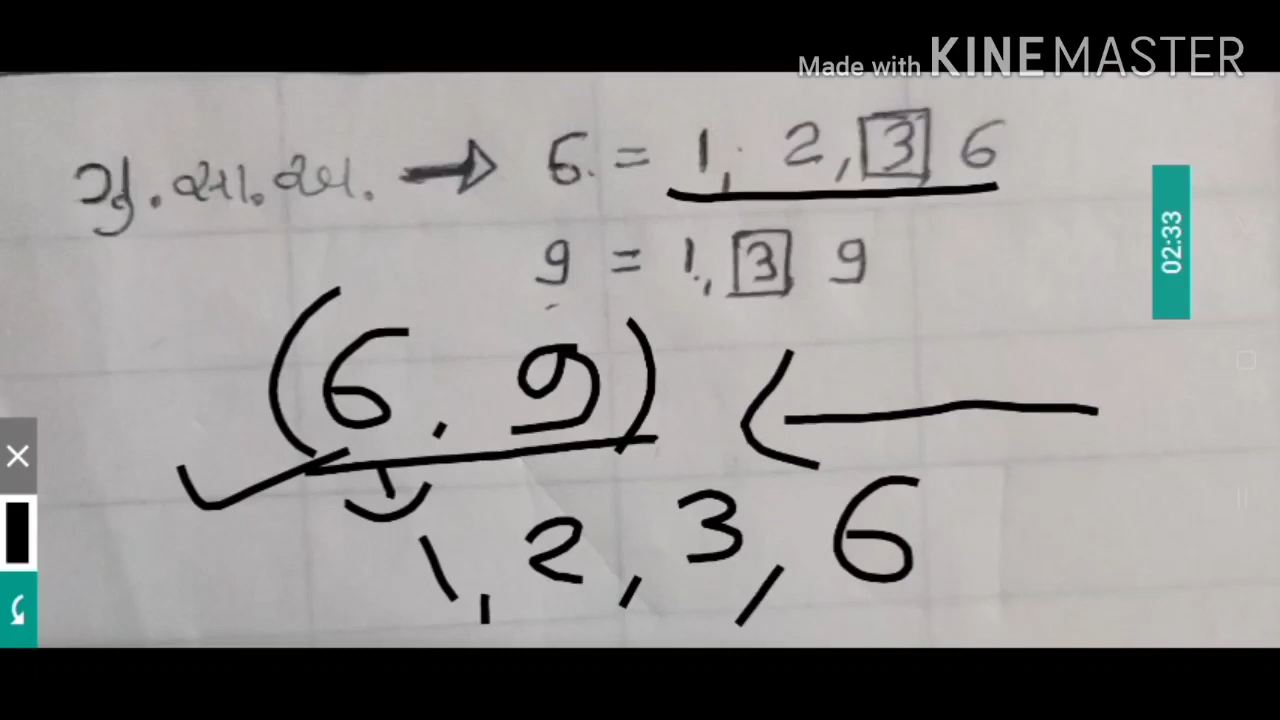 Made with KINEMASTER
ગુ.સા.અ. → 6 = 1, 2, 3 6
9 = 1, 3 9
02:33
(6, 9)
1, 2, 3, 6